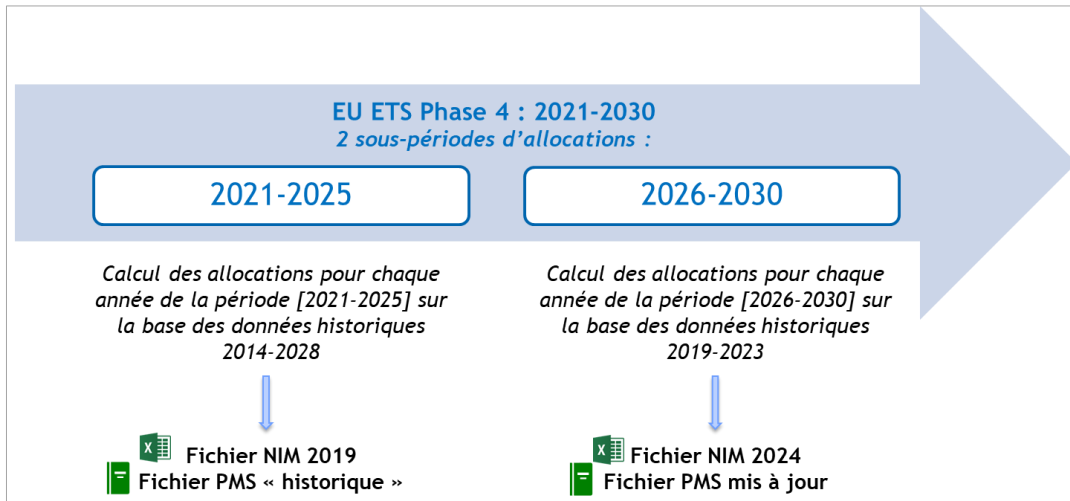 EU ETS Phase 4 : 2021-2030
2 sous-périodes d'allocations :
2021-2025
2026-2030
Calcul des allocations pour chaque
année de la période [2021-2025] sur
la base des données historiques
2014-2028
Calcul des allocations pour chaque
année de la période [2026-2030] sur
la base des données historiques
2019-2023
Fichier NIM 2019
Fichier PMS « historique »
Fichier NIM 2024
Fichier PMS mis à jour